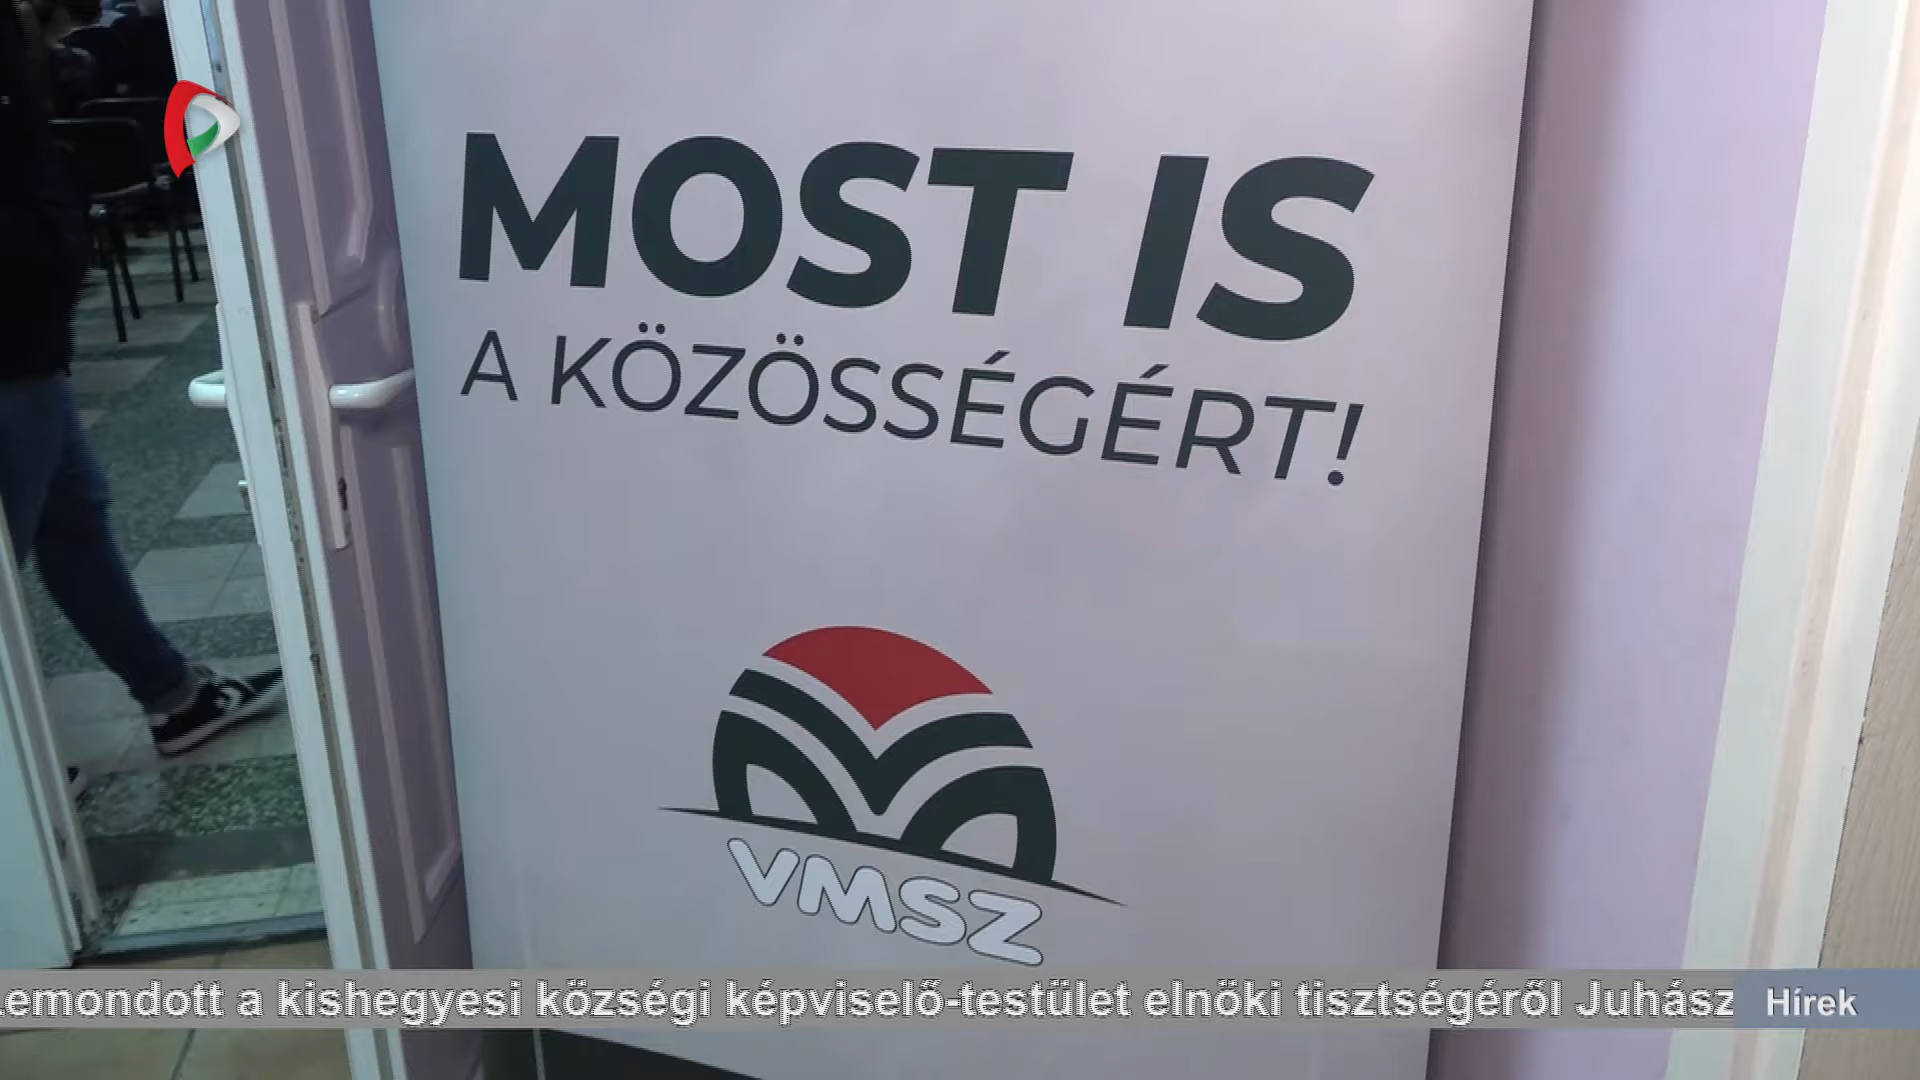 MOST IS
A KÖZÖSSÉGÉRT!
VMSZ
Lemondott a kishegyesi községi képviselő-testület elnöki tisztségéről Juhász
Hírek